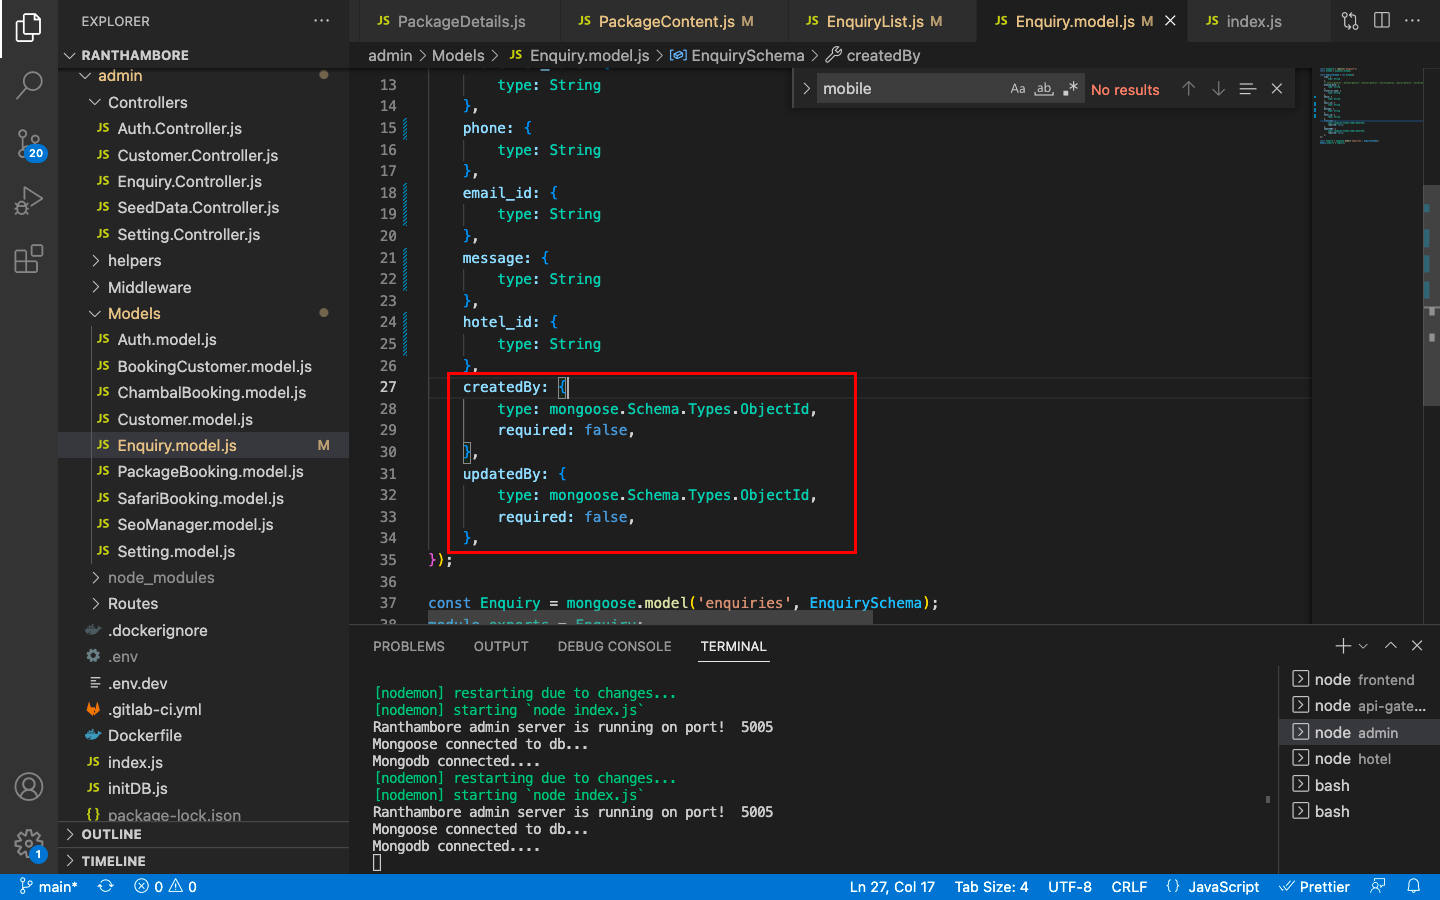 EXPLORER
RANTHAMBORE
admin
Controllers
JS Auth.Controller.js
JS Customer.Controller.js
JS Enquiry.Controller.js
JS SeedData.Controller.js
JS Setting.Controller.js
helpers
Middleware
Models
JS Auth.model.js
JS BookingCustomer.model.js
JS ChambalBooking.model.js
JS Customer.model.js
JS Enquiry.model.js M
JS PackageBooking.model.js
JS SafariBooking.model.js
JS SeoManager.model.js
JS Setting.model.js
node_modules
Routes
.dockerignore
.env
.env.dev
.gitlab-ci.yml
Dockerfile
JS index.js
JS initDB.js
{} package-lock.json
OUTLINE
TIMELINE
20
1
JS PackageDetails.js
JS PackageContent.js M
JS EnquiryList.js M
JS Enquiry.model.js M
JS index.js
admin > Models > JS Enquiry.model.js > EnquirySchema > createdBy
mobile
Aa ab .*
No results
13 type: String
14 },
15 phone: {
16 type: String
17 },
18 email_id: {
19 type: String
20 },
21 message: {
22 type: String
23 },
24 hotel_id: {
25 type: String
26 },
27 createdBy: {
28 type: mongoose.Schema.Types.ObjectId,
29 required: false,
30 },
31 updatedBy: {
32 type: mongoose.Schema.Types.ObjectId,
33 required: false,
34 },
35 });
36
37 const Enquiry = mongoose.model('enquiries', EnquirySchema);
38 module.exports = Enquiry;
PROBLEMS OUTPUT DEBUG CONSOLE TERMINAL
[nodemon] restarting due to changes...
[nodemon] starting `node index.js`
Ranthambore admin server is running on port!  5005
Mongoose connected to db...
Mongodb connected....
[nodemon] restarting due to changes...
[nodemon] starting `node index.js`
Ranthambore admin server is running on port!  5005
Mongoose connected to db...
Mongodb connected....
node frontend
node api-gate...
node admin
node hotel
bash
bash
main* 0 0 Ln 27, Col 17 Tab Size: 4 UTF-8 CRLF {} JavaScript Prettier